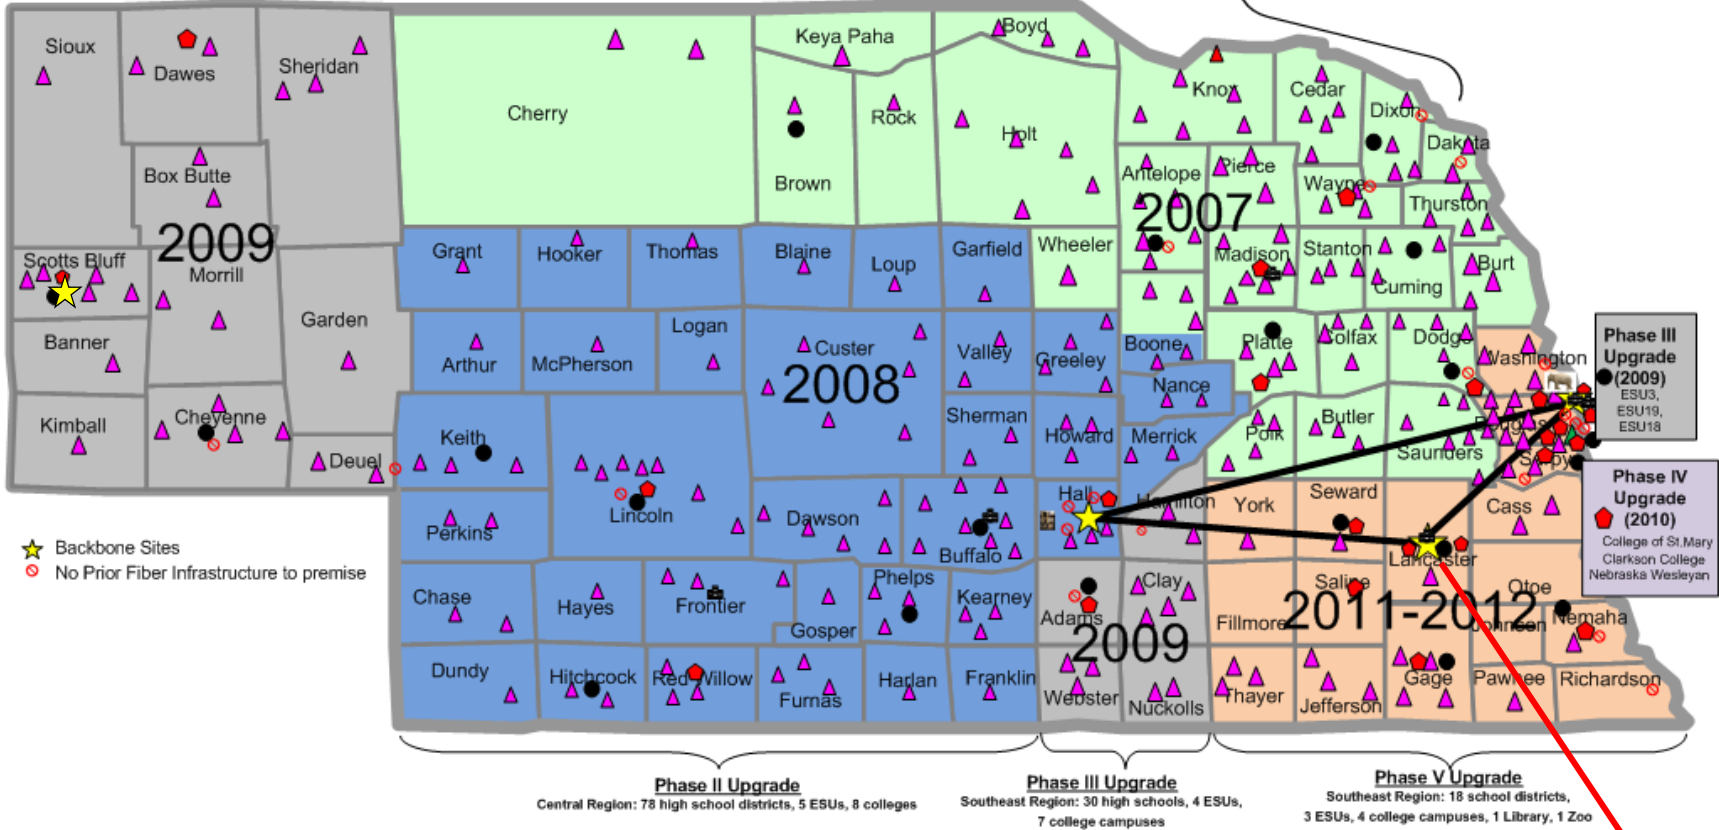 Sioux
Dawes
Sheridan
Box Butte
2009
Scotts Bluff
Morrill
Garden
Banner
Kimball
Cheyenne
Deuel
Cherry
Keya Paha
Boyd
Brown
Rock
Holt
Knox
Cedar
Dixon
Dakota
Antelope
Pierce
Wayne
Thurston
2007
Wheeler
Madison
Stanton
Cuming
Burt
Boone
Platte
Colfax
Dodge
Washington
Nance
Polk
Butler
Saunders
Douglas
Sarpy
Grant
Hooker
Thomas
Blaine
Loup
Garfield
Arthur
McPherson
Logan
Custer
Valley
Greeley
2008
Keith
Lincoln
Sherman
Howard
Merrick
Perkins
Dawson
Buffalo
Hall
Hamilton
Chase
Hayes
Frontier
Gosper
Phelps
Kearney
Dundy
Hitchcock
Red Willow
Furnas
Harlan
Franklin
Adams
Clay
2009
Webster
Nuckolls
York
Seward
Lancaster
Cass
Otoe
Saline
Fillmore
2011-2012
Johnson
Nemaha
Thayer
Jefferson
Gage
Pawnee
Richardson
Backbone Sites
No Prior Fiber Infrastructure to premise
Phase III
Upgrade
(2009)
ESU3,
ESU19,
ESU18
Phase IV
Upgrade
(2010)
College of St.Mary
Clarkson College
Nebraska Wesleyan
Phase II Upgrade
Central Region: 78 high school districts, 5 ESUs, 8 colleges
Phase III Upgrade
Southeast Region: 30 high schools, 4 ESUs,
7 college campuses
Phase V Upgrade
Southeast Region: 18 school districts,
3 ESUs, 4 college campuses, 1 Library, 1 Zoo